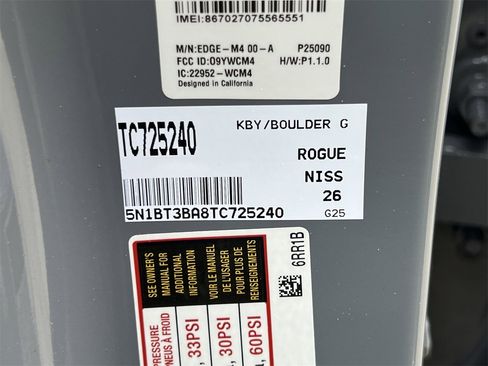 IMEI:867027075565551
M/N:EDGE-M4 00-A P25090
FCC ID:O9YWCM4 H/W:P1.1.0
IC:22952-WCM4
Designed in California
TC725240 KBY/BOULDER G
ROGUE
NISS
26
5N1BT3BA8TC725240 G25
6RR1B
SEE OWNER'S
MANUAL FOR
ADDITIONAL
INFORMATION
VOIR LE MANUEL
DE L'USAGER
POUR PLUS DE
RENSEIGNEMENTS
PRESSURE
PNEUS À FROID
33PSI
30PSI
60PSI